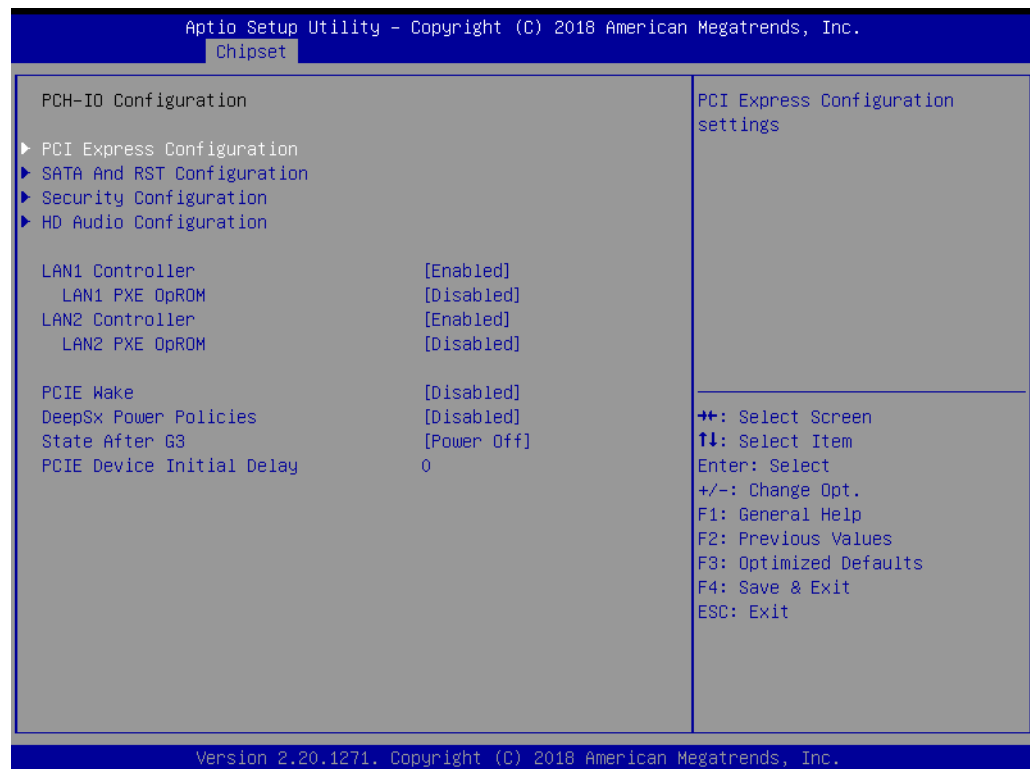 Aptio Setup Utility – Copyright (C) 2018 American Megatrends, Inc.
Chipset
PCH-IO Configuration
PCI Express Configuration
SATA And RST Configuration
Security Configuration
HD Audio Configuration
LAN1 Controller [Enabled]
LAN1 PXE OpROM [Disabled]
LAN2 Controller [Enabled]
LAN2 PXE OpROM [Disabled]
PCIE Wake [Disabled]
DeepSx Power Policies [Disabled]
State After G3 [Power Off]
PCIE Device Initial Delay 0
PCI Express Configuration
settings
→←: Select Screen
↑↓: Select Item
Enter: Select
+/-: Change Opt.
F1: General Help
F2: Previous Values
F3: Optimized Defaults
F4: Save & Exit
ESC: Exit
Version 2.20.1271. Copyright (C) 2018 American Megatrends, Inc.